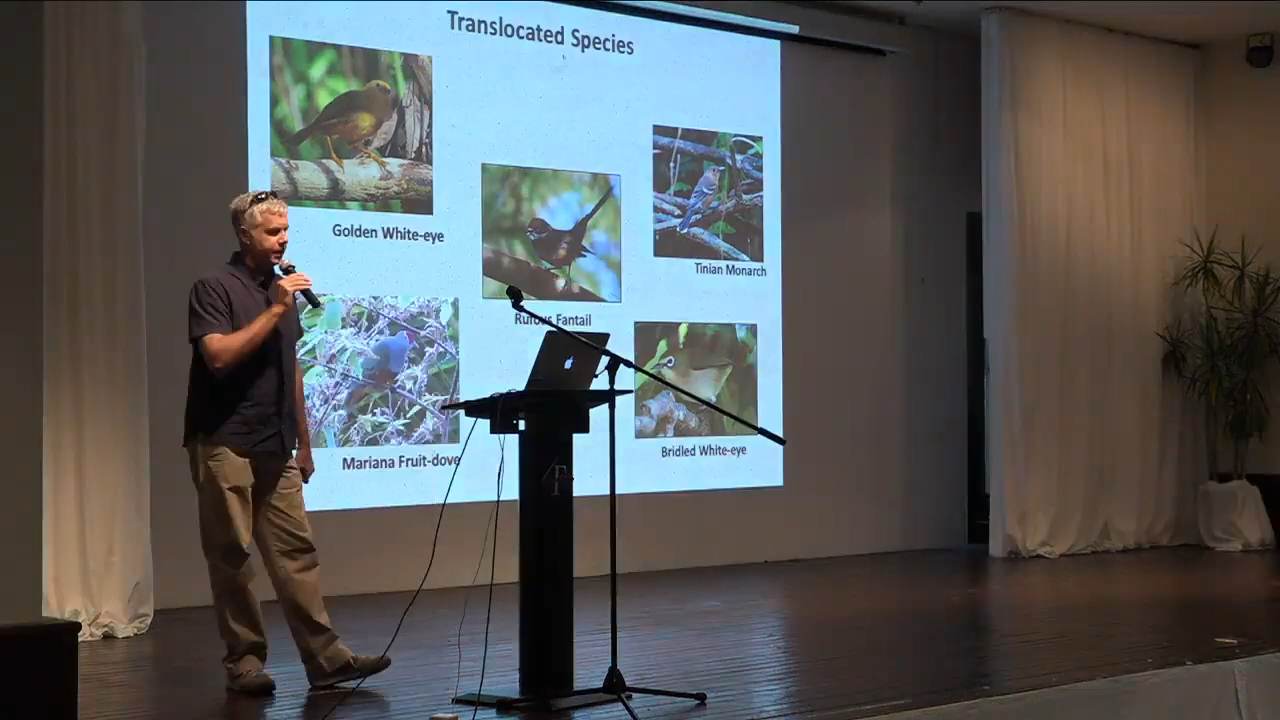 Translocated Species
Golden White-eye
Tinian Monarch
Rufous Fantail
Mariana Fruit-dove
Bridled White-eye
F